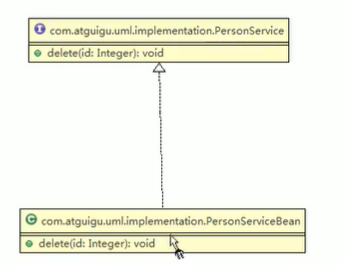 I com.atguigu.uml.implementation.PersonService
delete(id: Integer): void
C com.atguigu.uml.implementation.PersonServiceBean
delete(id: Integer): void